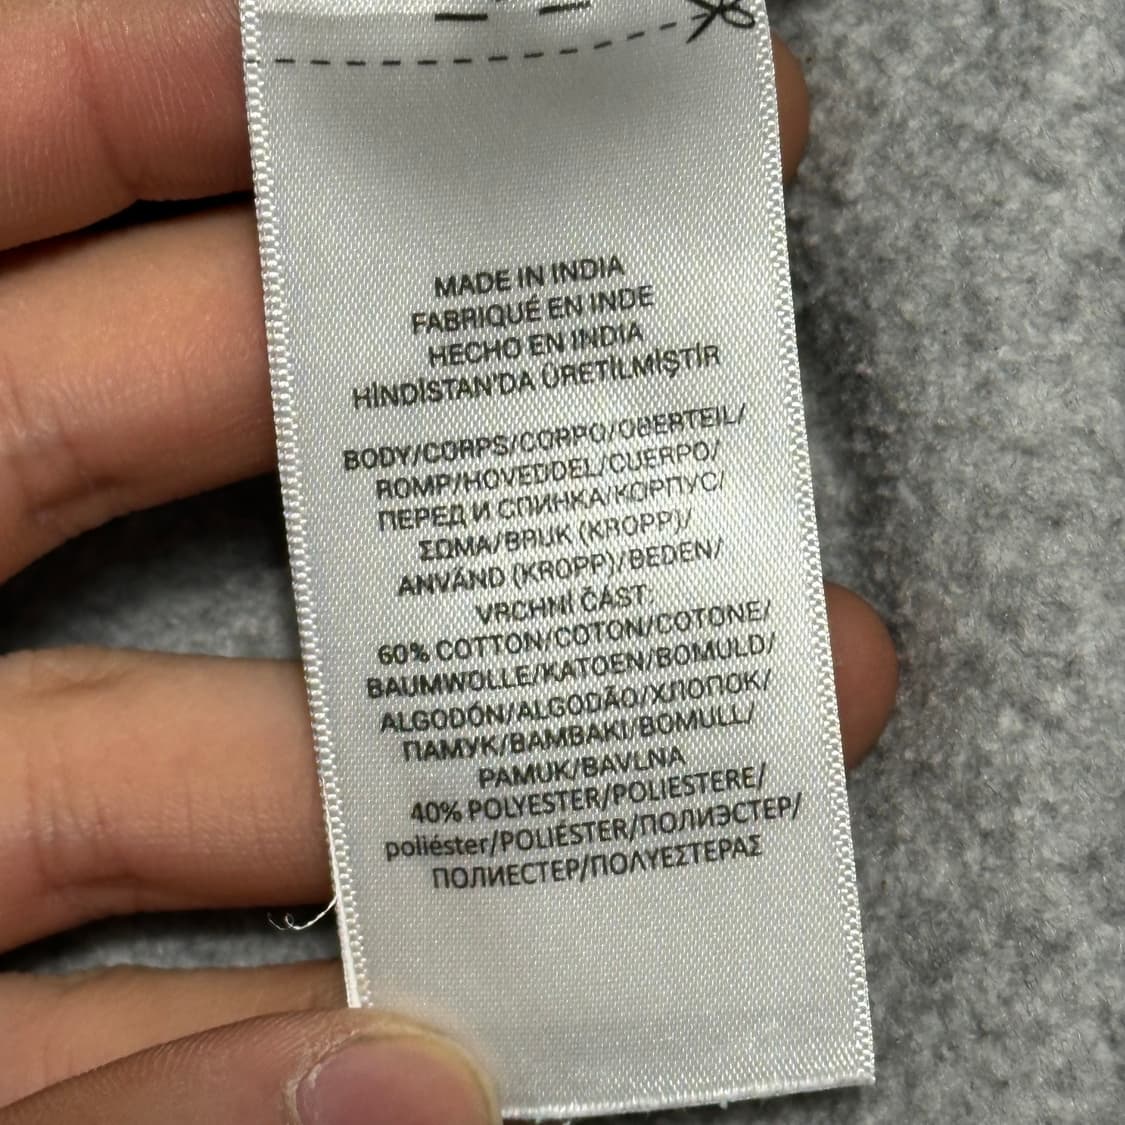 MADE IN INDIA
FABRIQUÉ EN INDE
HECHO EN INDIA
HİNDİSTAN'DA ÜRETİLMİŞTİR
BODY/CORPS/CORPO/OBERTEIL/
ROMP/HOVEDDEL/CUERPO/
ПЕРЕД И СПИНКА/КОРПУС/
ΣΩΜΑ/BRUK (KROPP)/
ANVÁND (KROPP)/BEDEN/
VRCHNÍ ČÁST:
60% COTTON/COTON/COTONE/
BAUMWOLLE/KATOEN/BOMULD/
ALGODÓN/ALGODÃO/ХЛОПОК/
ПАМУК/ΒΑΜΒΑΚΙ/BOMULL/
PAMUK/BAVLNA
40% POLYESTER/POLIESTERE/
poliéster/POLIÉSTER/ПОЛИЭСТЕР/
ПОЛИЕСТЕР/ΠΟΛΥΕΣΤΕΡΑΣ